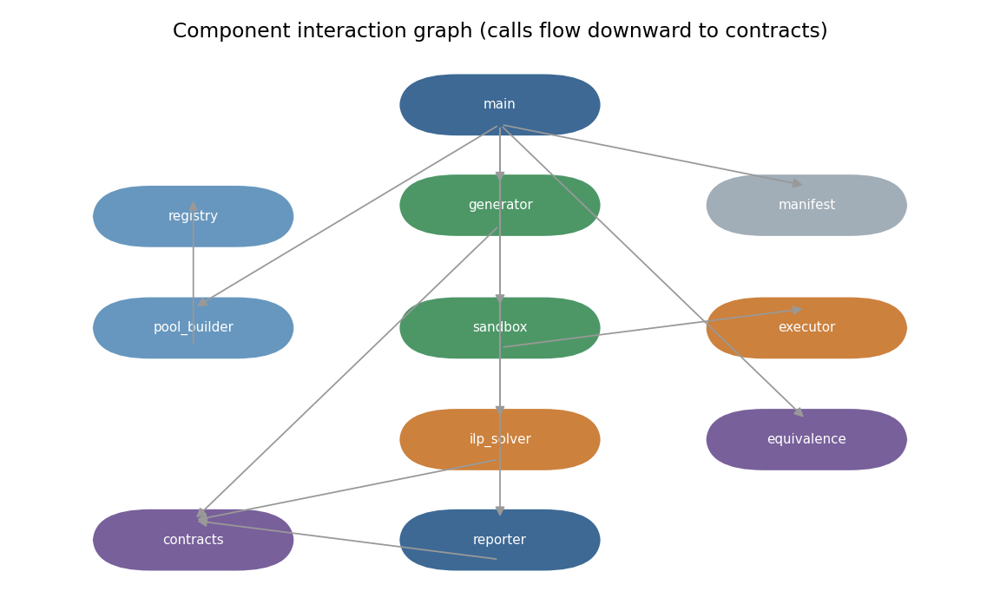 Component interaction graph (calls flow downward to contracts)
main
generator
manifest
registry
pool_builder
sandbox
executor
ilp_solver
equivalence
contracts
reporter